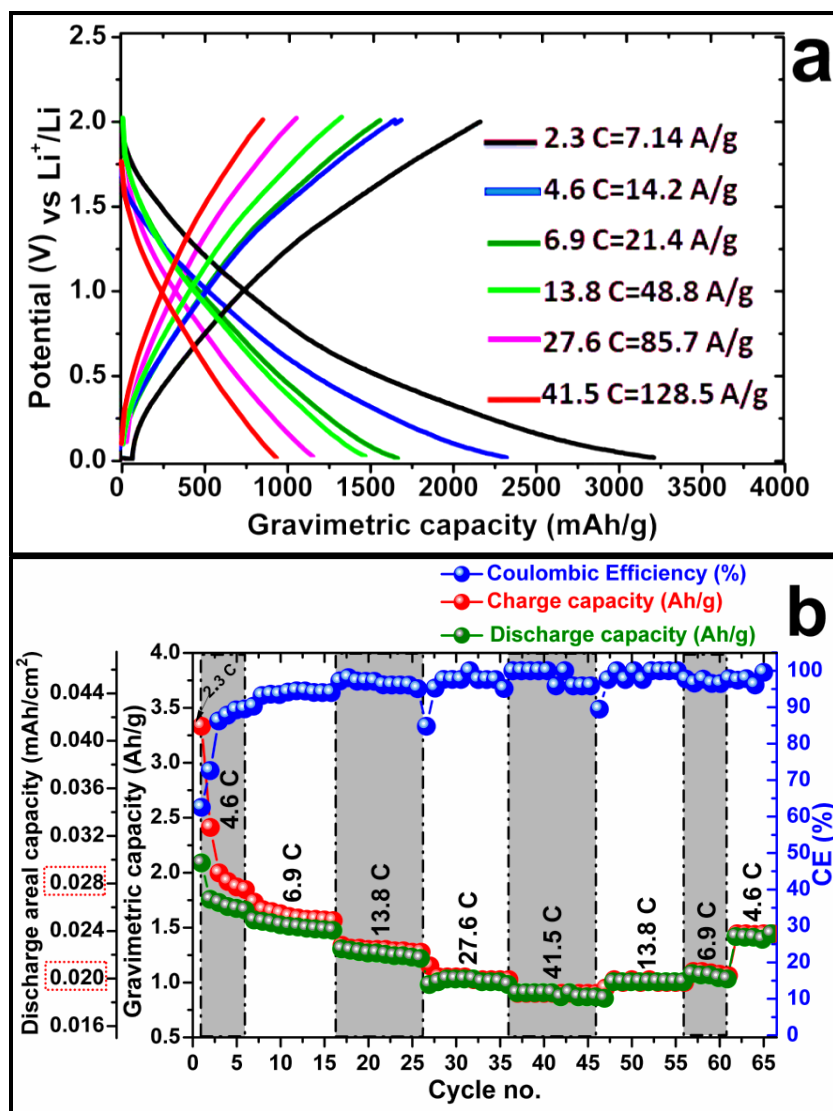 a
2.5
2.0
1.5
1.0
0.5
0.0
Potential (V) vs Li⁺/Li
2.3 C=7.14 A/g
4.6 C=14.2 A/g
6.9 C=21.4 A/g
13.8 C=48.8 A/g
27.6 C=85.7 A/g
41.5 C=128.5 A/g
0 500 1000 1500 2000 2500 3000 3500 4000
Gravimetric capacity (mAh/g)
b
Coulombic Efficiency (%)
Charge capacity (Ah/g)
Discharge capacity (Ah/g)
Discharge areal capacity (mAh/cm²)
0.044
0.040
0.036
0.032
0.028
0.024
0.020
0.016
Gravimetric capacity (Ah/g)
4.0
3.5
3.0
2.5
2.0
1.5
1.0
0.5
2.3 C
4.6 C
6.9 C
13.8 C
27.6 C
41.5 C
13.8 C
6.9 C
4.6 C
100
90
80
70
60
50
40
30
20
10
0
CE (%)
0 5 10 15 20 25 30 35 40 45 50 55 60 65
Cycle no.